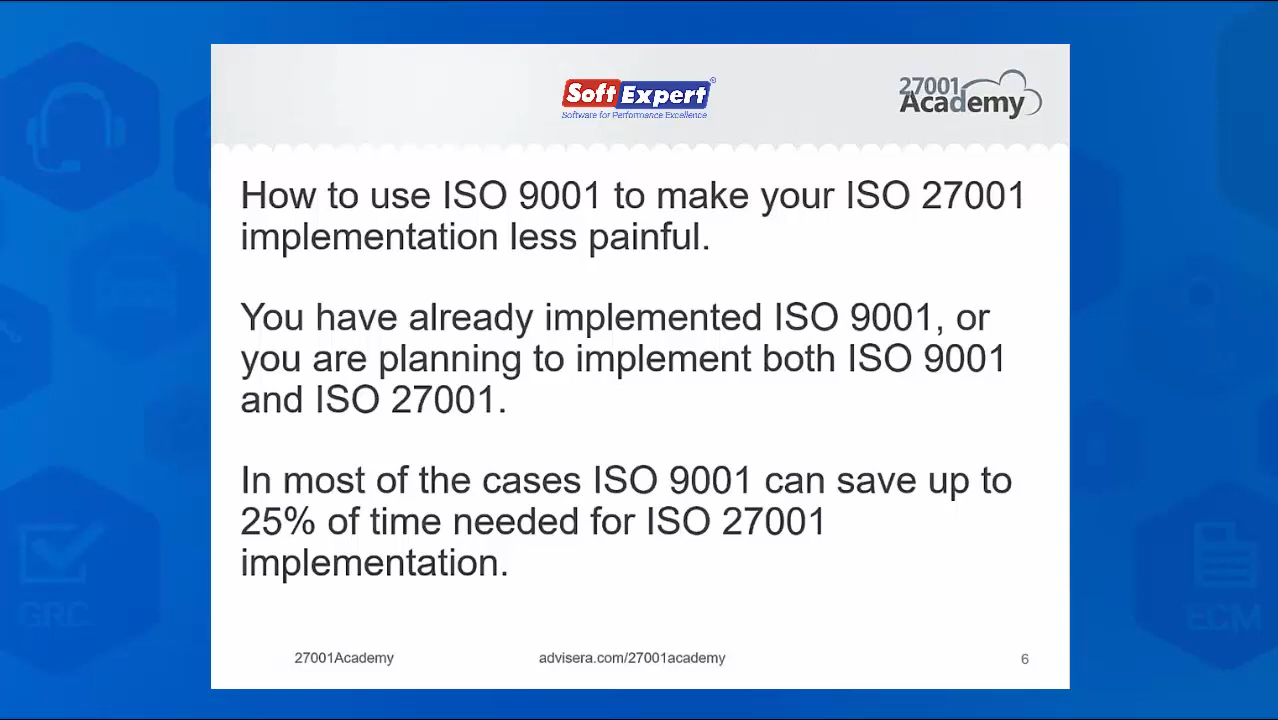 Soft Expert®
Software for Performance Excellence
27001
Academy
How to use ISO 9001 to make your ISO 27001
implementation less painful.
You have already implemented ISO 9001, or
you are planning to implement both ISO 9001
and ISO 27001.
In most of the cases ISO 9001 can save up to
25% of time needed for ISO 27001
implementation.
GRC
ECM
27001Academy
advisera.com/27001academy
6